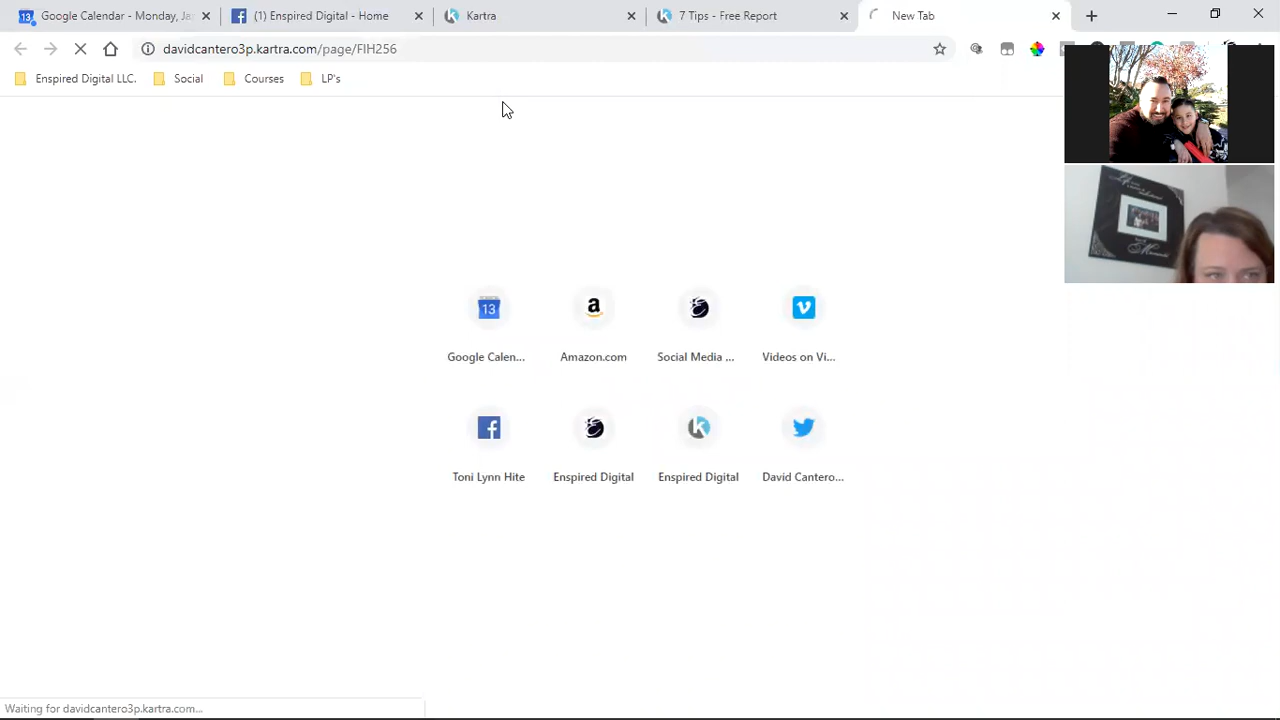 Google Calendar - Monday, Ja
(1) Enspired Digital - Home
Kartra
7 Tips - Free Report
New Tab
davidcantero3p.kartra.com/page/FIH256
Enspired Digital LLC.
Social
Courses
LP's
13
Google Calen...
Amazon.com
Social Media ...
Videos on Vi...
Toni Lynn Hite
Enspired Digital
Enspired Digital
David Cantero...
Waiting for davidcantero3p.kartra.com...